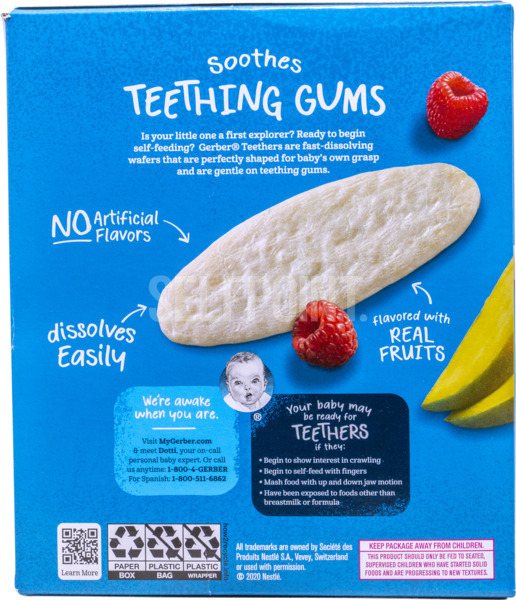 Soothes
TEETHING GUMS
Is your little one a first explorer? Ready to begin
self-feeding? Gerber® Teethers are fast-dissolving
wafers that are perfectly shaped for baby's own grasp
and are gentle on teething gums.
NO Artificial
Flavors
SELFPOINT.
dissolves
Easily
flavored with
REAL
FRUITS
We're awake
when you are.
Visit MyGerber.com
& meet Dotti, your on-call
personal baby expert. Or call
us anytime: 1-800-4-GERBER
For Spanish: 1-800-511-6862
®
Your baby may
be ready for
TEETHERS
if they:
• Begin to show interest in crawling
• Begin to self-feed with fingers
• Mash food with up and down jaw motion
• Have been exposed to foods other than
breastmilk or formula
Learn More
PAPER
BOX
PLASTIC
BAG
PLASTIC
WRAPPER
how2recycle.info
All trademarks are owned by Société des
Produits Nestlé S.A., Vevey, Switzerland
or used with permission.
© 2020 Nestlé.
KEEP PACKAGE AWAY FROM CHILDREN.
THIS PRODUCT SHOULD ONLY BE FED TO SEATED,
SUPERVISED CHILDREN WHO HAVE STARTED SOLID
FOODS AND ARE PROGRESSING TO NEW TEXTURES.